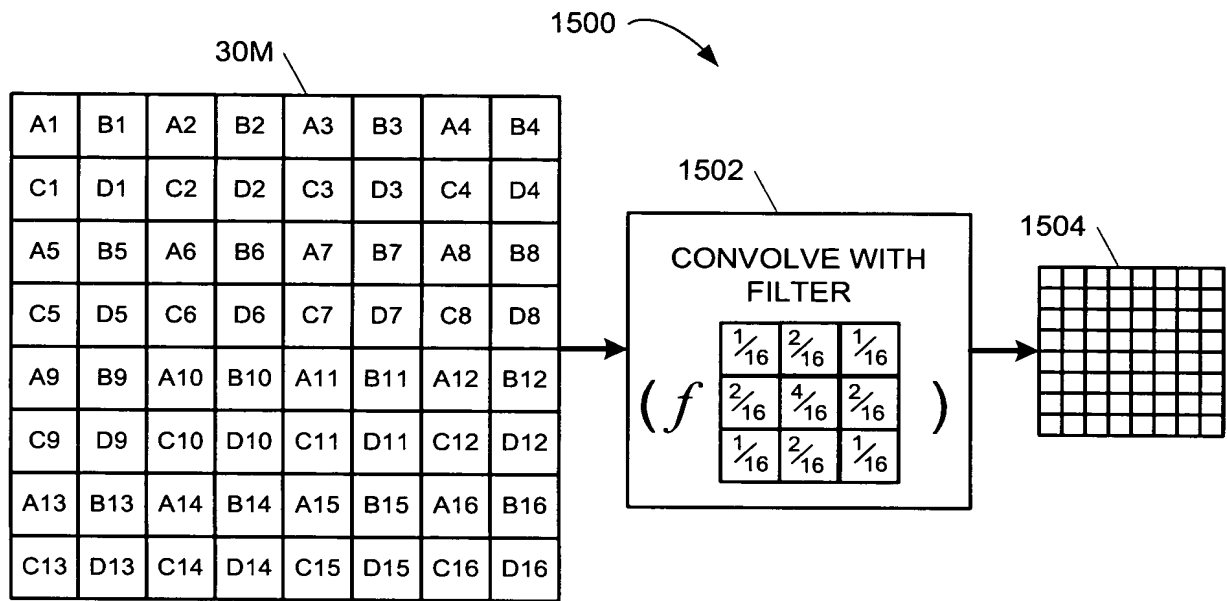 1500
30M
A1 B1 A2 B2 A3 B3 A4 B4
C1 D1 C2 D2 C3 D3 C4 D4
A5 B5 A6 B6 A7 B7 A8 B8
C5 D5 C6 D6 C7 D7 C8 D8
A9 B9 A10 B10 A11 B11 A12 B12
C9 D9 C10 D10 C11 D11 C12 D12
A13 B13 A14 B14 A15 B15 A16 B16
C13 D13 C14 D14 C15 D15 C16 D16
1502
CONVOLVE WITH
FILTER
1/16 2/16 1/16
( f 2/16 4/16 2/16 )
1/16 2/16 1/16
1504